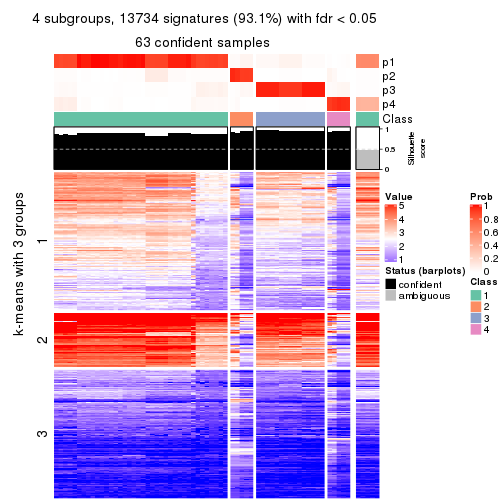 4 subgroups, 13734 signatures (93.1%) with fdr < 0.05
63 confident samples
p1
p2
p3
p4
Class
1
0.5
0
Silhouette
score
k-means with 3 groups
1
2
3
Value
5
4
3
2
1
Status (barplots)
confident
ambiguous
Prob
1
0.8
0.6
0.4
0.2
0
Class
1
2
3
4